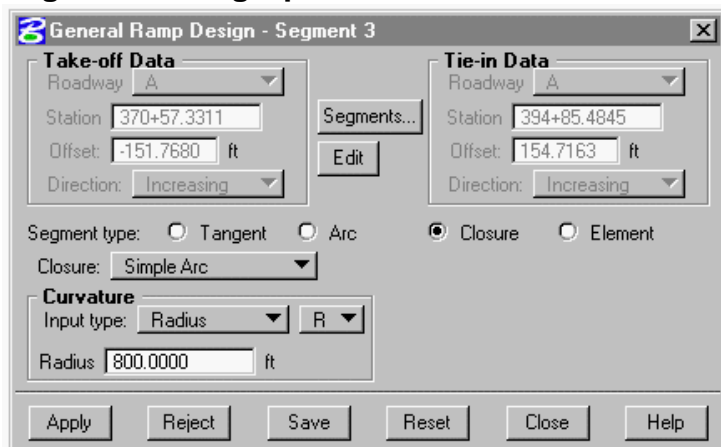 General Ramp Design - Segment 3
Take-off Data
Roadway A
Station 370+57.3311
Offset: -151.7680 ft
Direction: Increasing
Segments...
Edit
Tie-in Data
Roadway A
Station 394+85.4845
Offset: 154.7163 ft
Direction: Increasing
Segment type: Tangent Arc Closure Element
Closure: Simple Arc
Curvature
Input type: Radius R
Radius 800.0000 ft
Apply Reject Save Reset Close Help